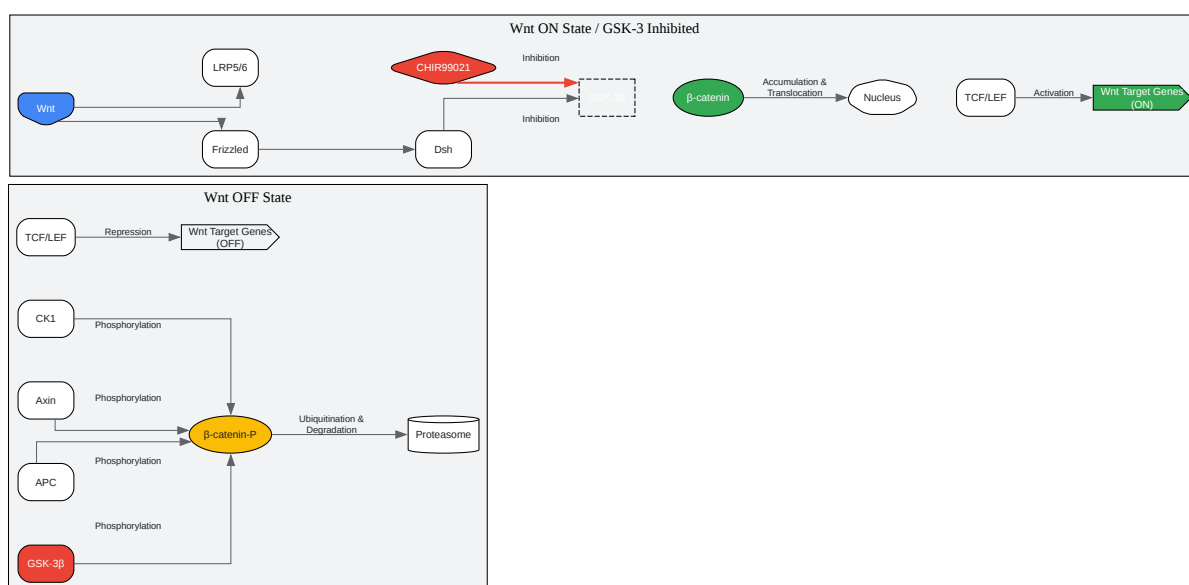 Wnt ON State / GSK-3 Inhibited
LRP5/6
CHIR99021
Inhibition
Wnt
GSK-3β
Inhibition
β-catenin
Accumulation &
Translocation
Nucleus
TCF/LEF
Activation
Wnt Target Genes
(ON)
Frizzled
Dsh
Wnt OFF State
TCF/LEF
Repression
Wnt Target Genes
(OFF)
CK1
Phosphorylation
Axin
Phosphorylation
β-catenin-P
Ubiquitination &
Degradation
Proteasome
Phosphorylation
APC
Phosphorylation
GSK-3β